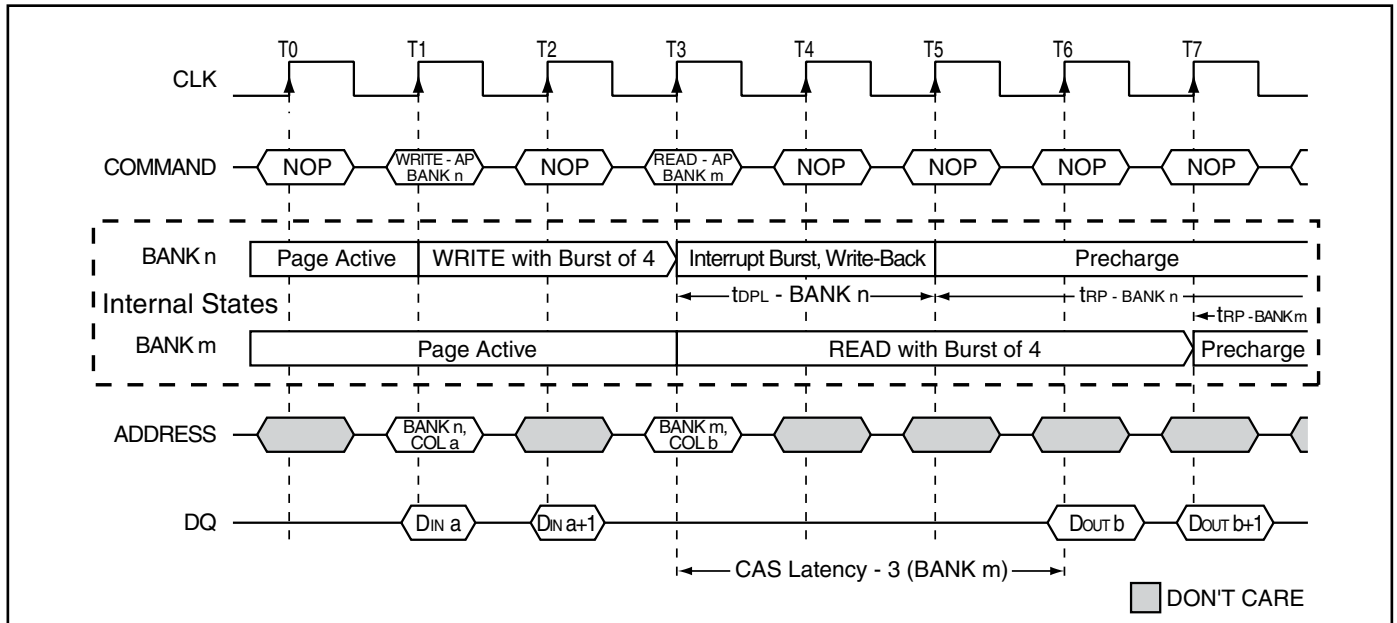 T0 T1 T2 T3 T4 T5 T6 T7
CLK
COMMAND NOP WRITE - AP BANK n NOP READ - AP BANK m NOP NOP NOP NOP
BANK n Page Active WRITE with Burst of 4 Interrupt Burst, Write-Back Precharge
tDPL - BANK n tRP - BANK n
Internal States
tRP - BANK m
BANK m Page Active READ with Burst of 4 Precharge
ADDRESS BANK n, COL a BANK m, COL b
DQ DIN a DIN a+1 DOUT b DOUT b+1
CAS Latency - 3 (BANK m)
DON'T CARE